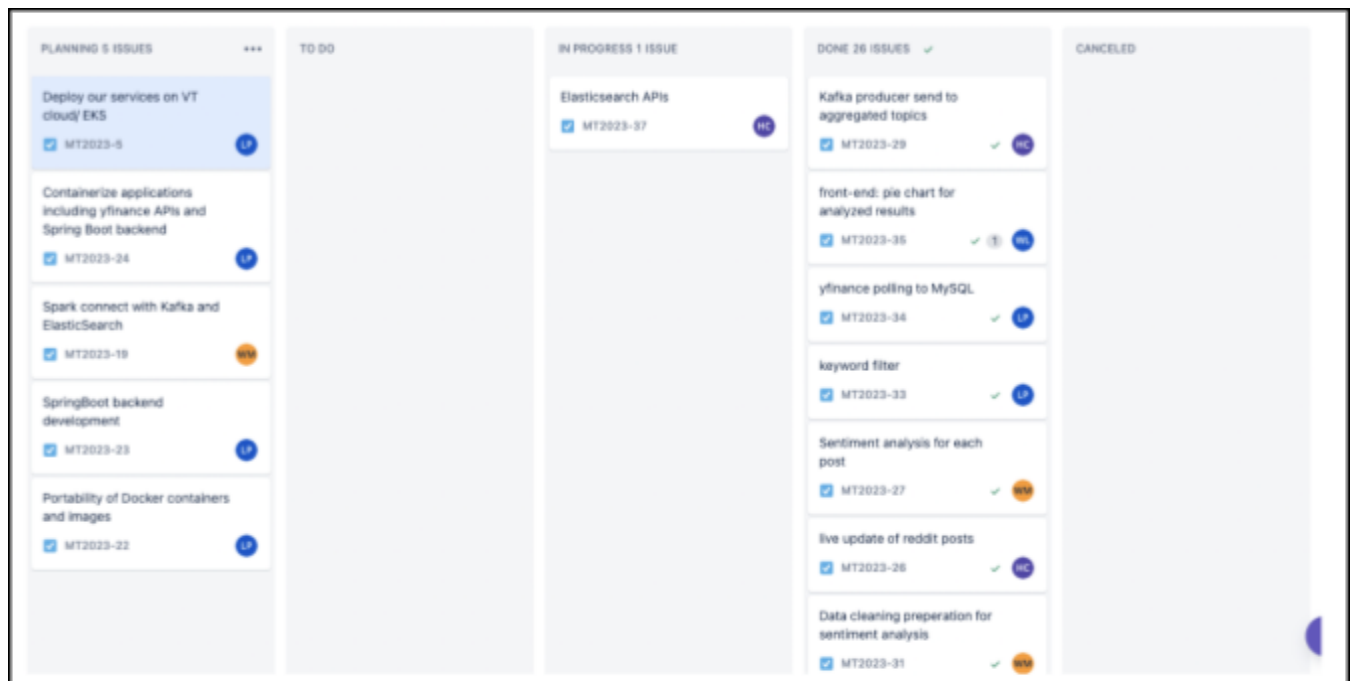 PLANNING 5 ISSUES
Deploy our services on VT
cloud/ EKS
MT2023-5
LP
Containerize applications
including yfinance APIs and
Spring Boot backend
MT2023-24
LP
Spark connect with Kafka and
ElasticSearch
MT2023-19
WM
SpringBoot backend
development
MT2023-23
LP
Portability of Docker containers
and images
MT2023-22
LP
TO DO
IN PROGRESS 1 ISSUE
Elasticsearch APIs
MT2023-37
HC
DONE 26 ISSUES
Kafka producer send to
aggregated topics
MT2023-29
HC
front-end: pie chart for
analyzed results
MT2023-35
1
WL
yfinance polling to MySQL
MT2023-34
LP
keyword filter
MT2023-33
LP
Sentiment analysis for each
post
MT2023-27
WM
live update of reddit posts
MT2023-26
HC
Data cleaning preperation for
sentiment analysis
MT2023-31
WM
CANCELED